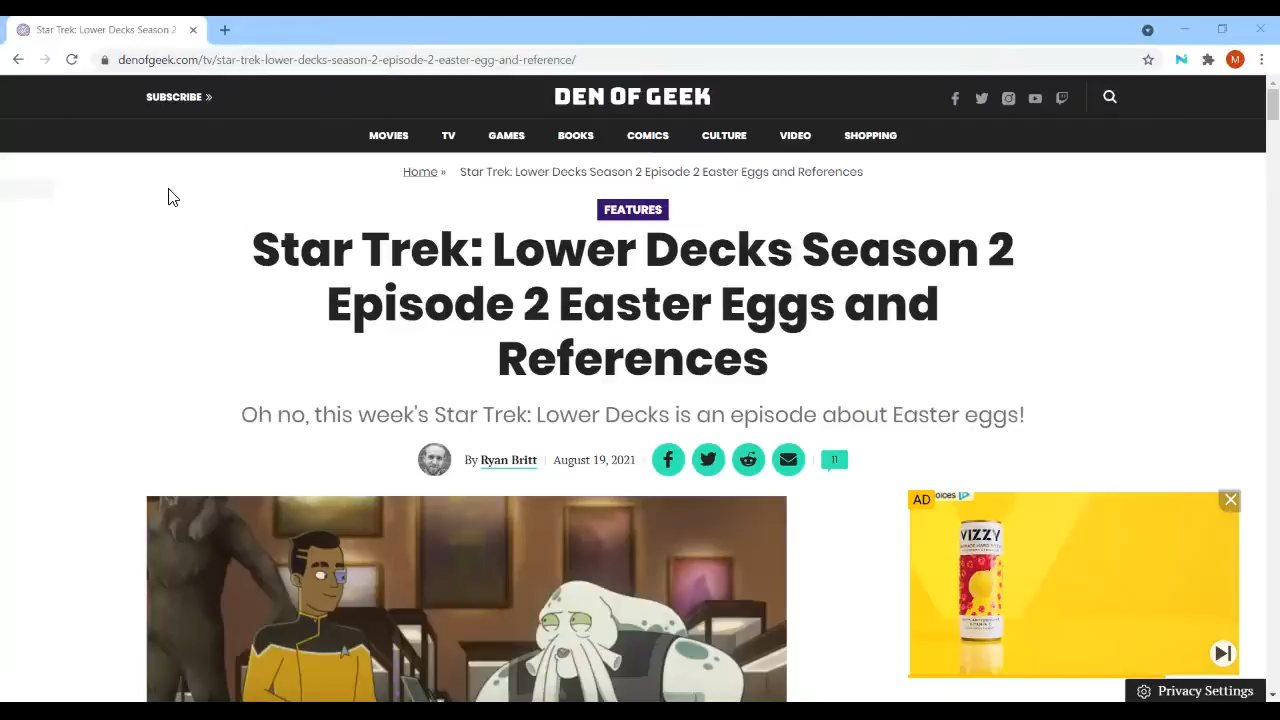 Star Trek: Lower Decks Season 2
denofgeek.com/tv/star-trek-lower-decks-season-2-episode-2-easter-egg-and-reference/
M
SUBSCRIBE »
DEN OF GEEK
MOVIES TV GAMES BOOKS COMICS CULTURE VIDEO SHOPPING
Home » Star Trek: Lower Decks Season 2 Episode 2 Easter Eggs and References
FEATURES
Star Trek: Lower Decks Season 2
Episode 2 Easter Eggs and
References
Oh no, this week's Star Trek: Lower Decks is an episode about Easter eggs!
By Ryan Britt August 19, 2021 11
AD
VIZZY
Privacy Settings